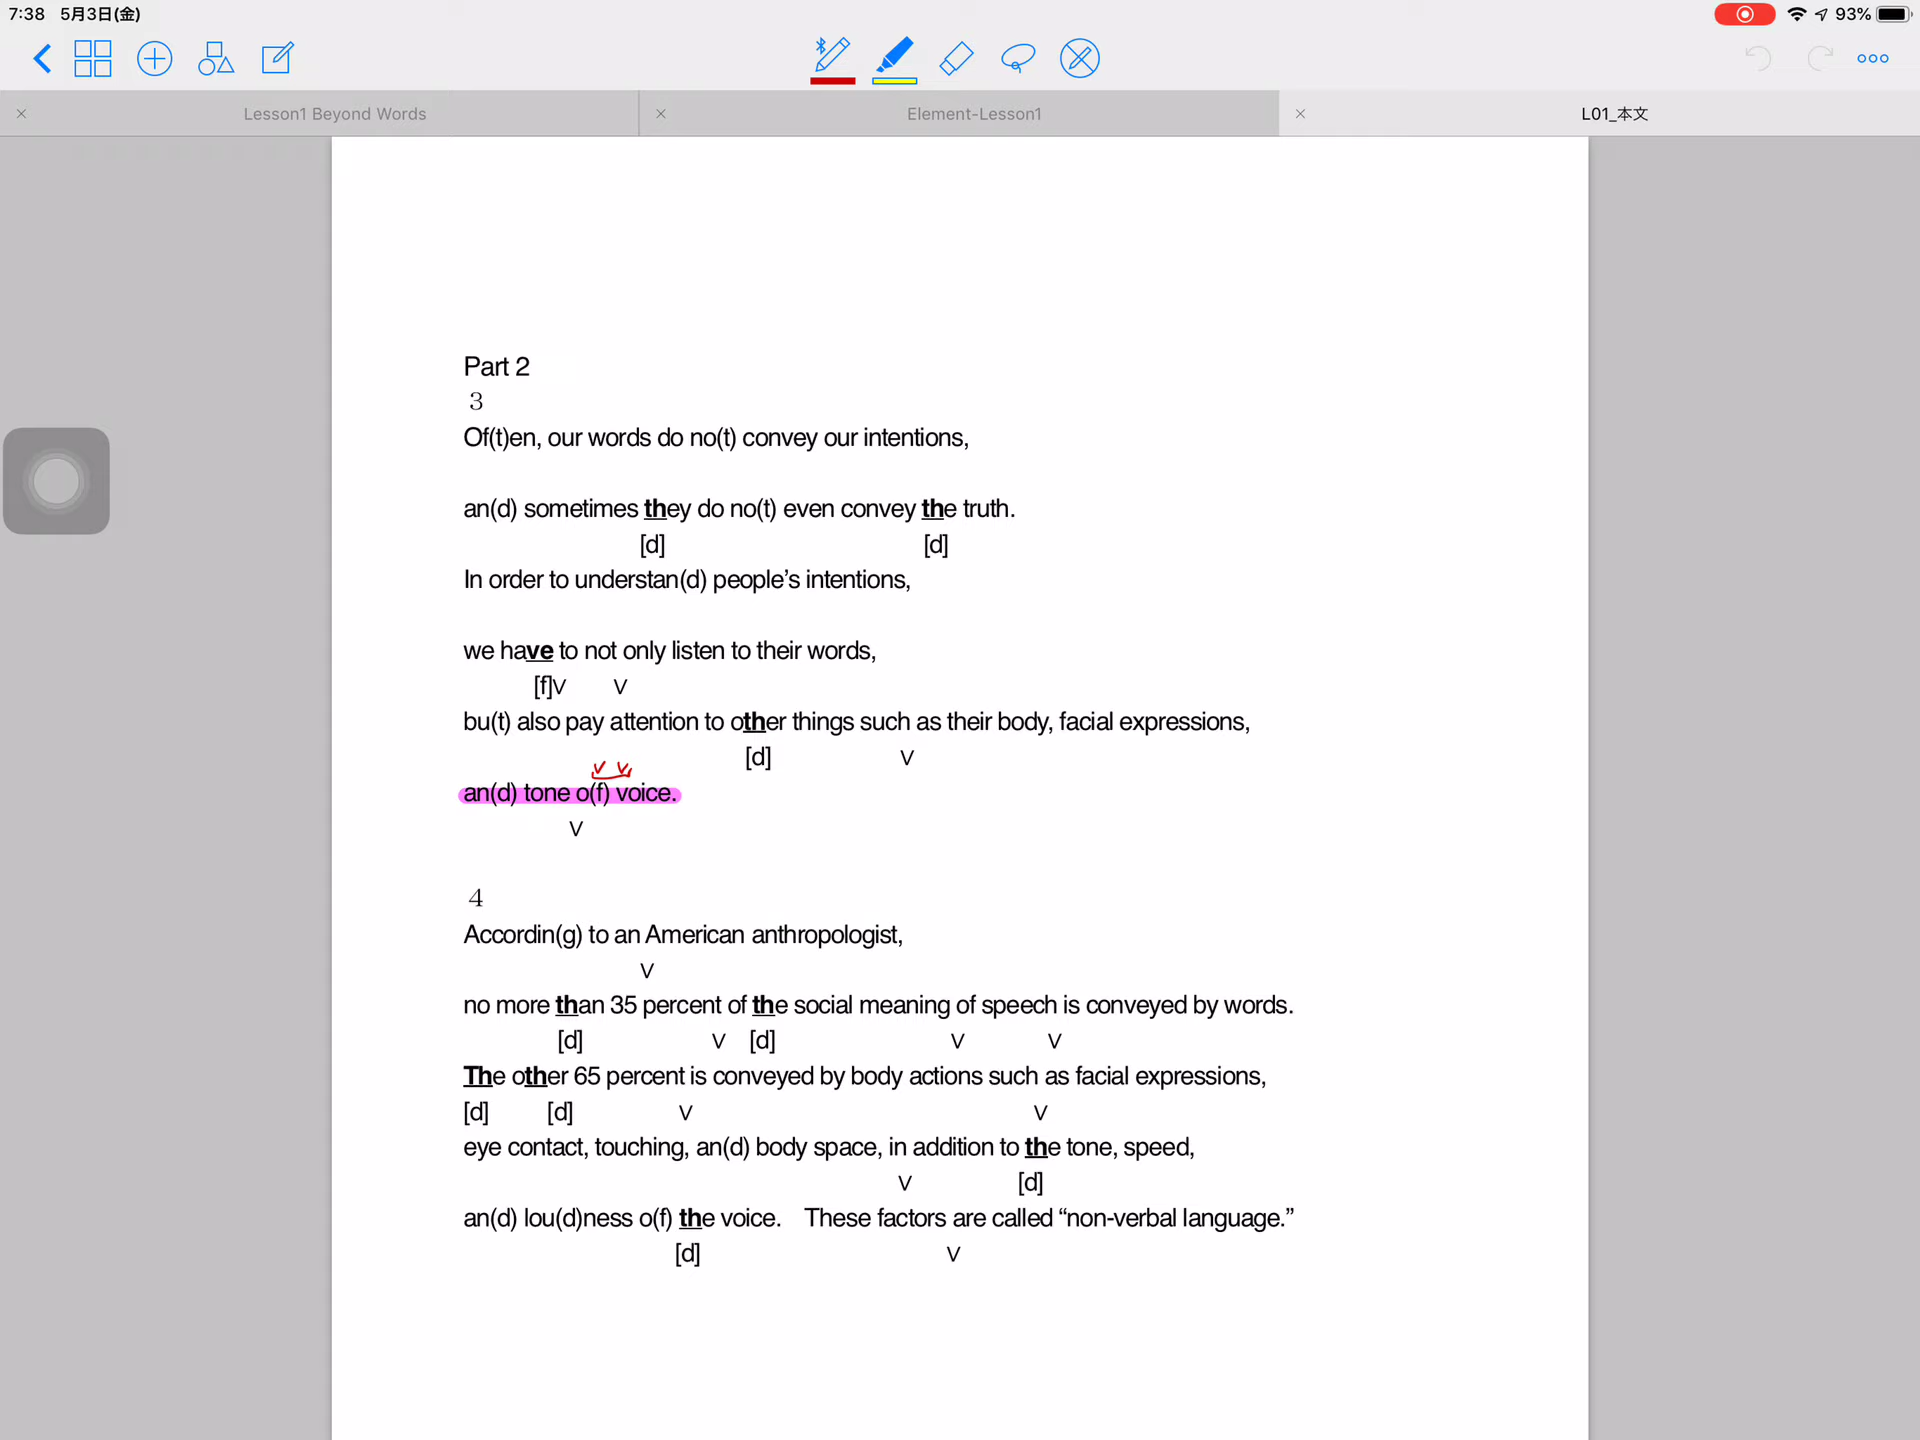 7:38 5月3日(金) 93%
Lesson1 Beyond Words
Element-Lesson1
L01_本文
Part 2
3
Of(t)en, our words do no(t) convey our intentions,
an(d) sometimes they do no(t) even convey the truth.
[d] [d]
In order to understan(d) people’s intentions,
we have to not only listen to their words,
[f]V V
bu(t) also pay attention to other things such as their body, facial expressions,
[d] V
v v
an(d) tone o(f) voice.
V
4
Accordin(g) to an American anthropologist,
V
no more than 35 percent of the social meaning of speech is conveyed by words.
[d] V [d] V V
The other 65 percent is conveyed by body actions such as facial expressions,
[d] [d] V V
eye contact, touching, an(d) body space, in addition to the tone, speed,
V [d]
an(d) lou(d)ness o(f) the voice. These factors are called “non-verbal language.”
[d] V